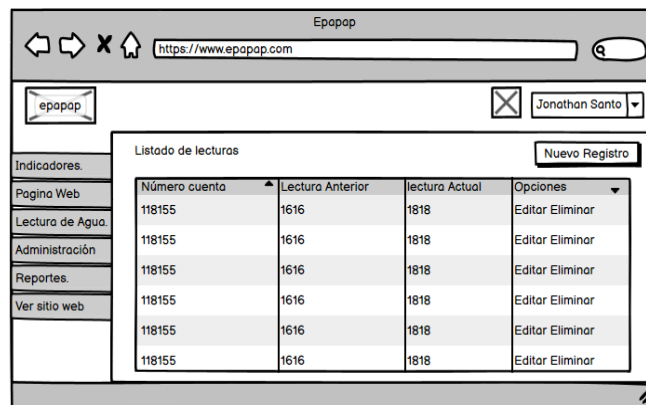 Epapap
https://www.epapap.com
epapap
Jonathan Santo
Indicadores.
Pagina Web
Lectura de Agua.
Administración
Reportes.
Ver sitio web
Listado de lecturas
Nuevo Registro
Número cuenta Lectura Anterior lectura Actual Opciones
118155 1616 1818 Editar Eliminar
118155 1616 1818 Editar Eliminar
118155 1616 1818 Editar Eliminar
118155 1616 1818 Editar Eliminar
118155 1616 1818 Editar Eliminar
118155 1616 1818 Editar Eliminar